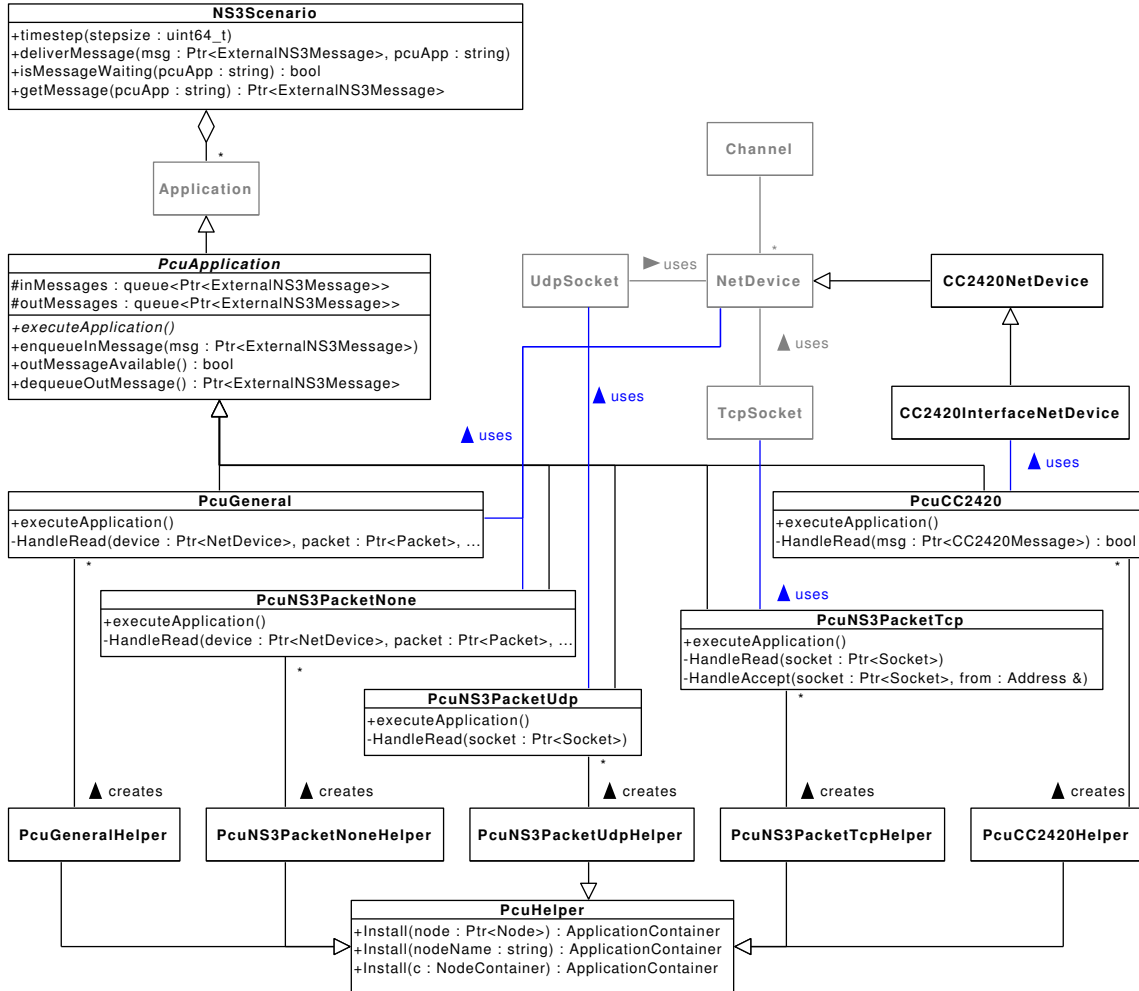 NS3Scenario
+timestep(stepsize : uint64_t)
+deliverMessage(msg : Ptr<ExternalNS3Message>, pcuApp : string)
+isMessageWaiting(pcuApp : string) : bool
+getMessage(pcuApp : string) : Ptr<ExternalNS3Message>
*
Application
Channel
*
PcuApplication
#inMessages : queue<Ptr<ExternalNS3Message>>
#outMessages : queue<Ptr<ExternalNS3Message>>
+executeApplication()
+enqueueInMessage(msg : Ptr<ExternalNS3Message>)
+outMessageAvailable() : bool
+dequeueOutMessage() : Ptr<ExternalNS3Message>
UdpSocket
uses
NetDevice
CC2420NetDevice
uses
uses
TcpSocket
CC2420InterfaceNetDevice
uses
uses
PcuGeneral
+executeApplication()
-HandleRead(device : Ptr<NetDevice>, packet : Ptr<Packet>, ...
*
PcuCC2420
+executeApplication()
-HandleRead(msg : Ptr<CC2420Message>) : bool
*
PcuNS3PacketNone
+executeApplication()
-HandleRead(device : Ptr<NetDevice>, packet : Ptr<Packet>, ...
*
uses
PcuNS3PacketTcp
+executeApplication()
-HandleRead(socket : Ptr<Socket>)
-HandleAccept(socket : Ptr<Socket>, from : Address &)
*
PcuNS3PacketUdp
+executeApplication()
-HandleRead(socket : Ptr<Socket>)
*
creates
creates
creates
creates
creates
PcuGeneralHelper
PcuNS3PacketNoneHelper
PcuNS3PacketUdpHelper
PcuNS3PacketTcpHelper
PcuCC2420Helper
PcuHelper
+Install(node : Ptr<Node>) : ApplicationContainer
+Install(nodeName : string) : ApplicationContainer
+Install(c : NodeContainer) : ApplicationContainer